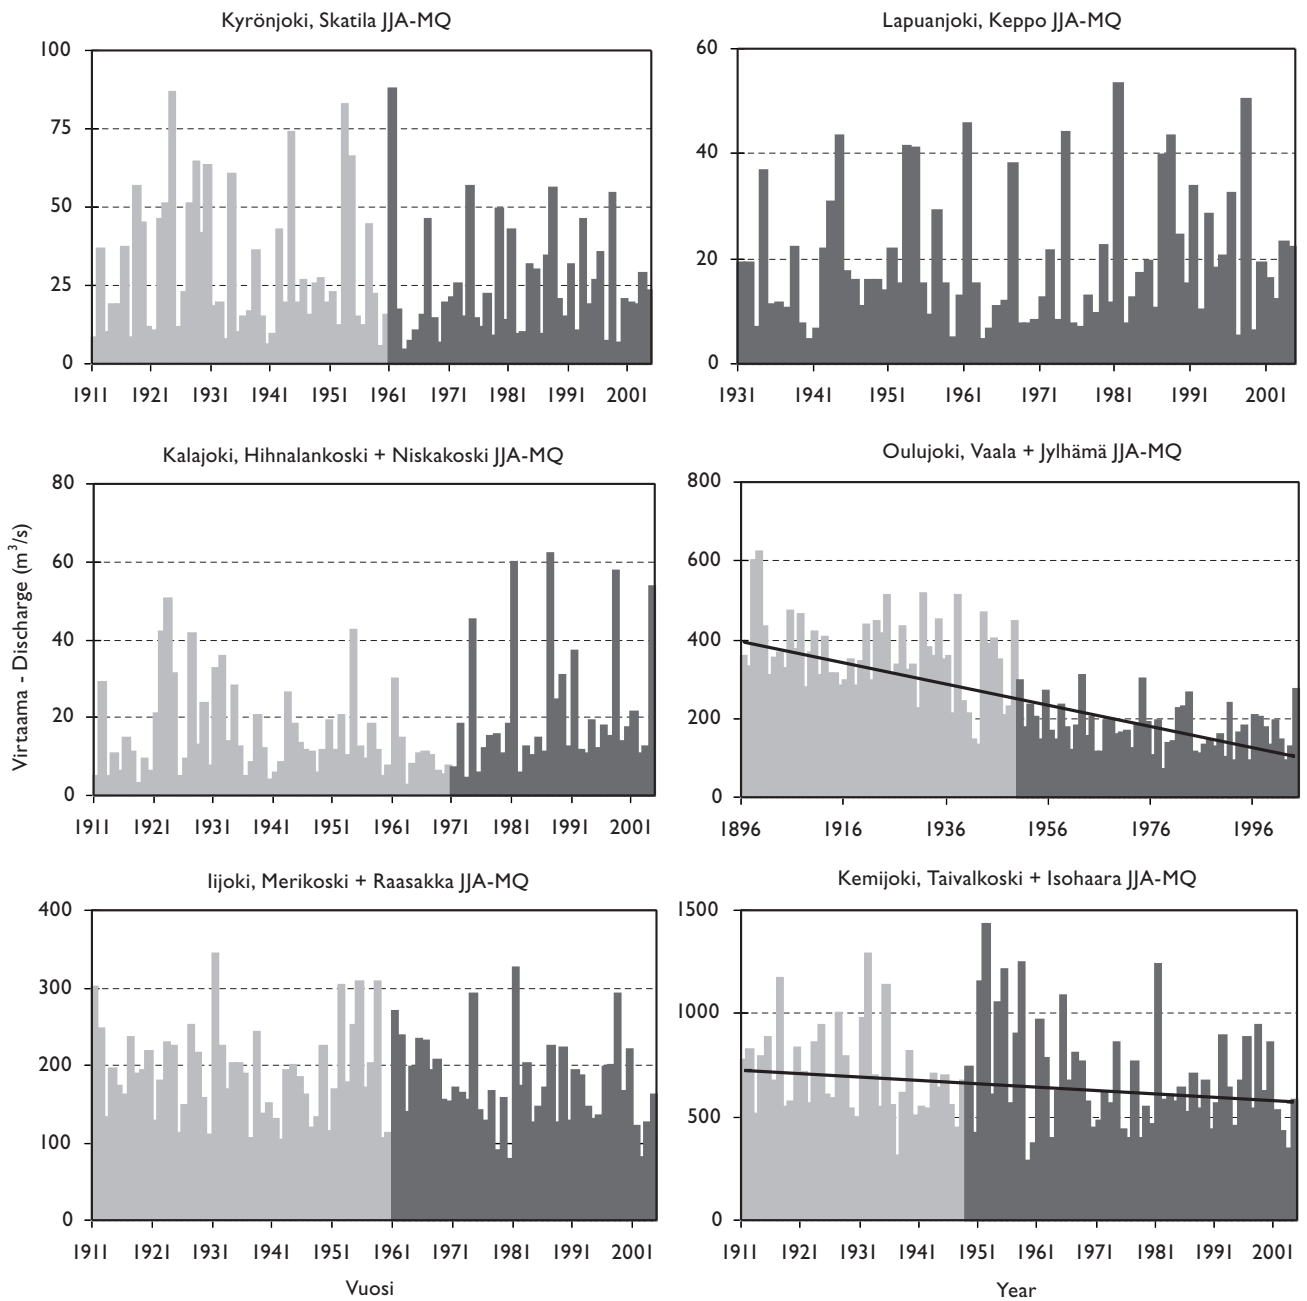 Kyrönjoki, Skatila JJA-MQ
100
75
50
25
0
1911 1921 1931 1941 1951 1961 1971 1981 1991 2001
Lapuanjoki, Keppo JJA-MQ
60
40
20
0
1931 1941 1951 1961 1971 1981 1991 2001
Virtaama - Discharge (m³/s)
Kalajoki, Hihnalankoski + Niskakoski JJA-MQ
80
60
40
20
0
1911 1921 1931 1941 1951 1961 1971 1981 1991 2001
Oulujoki, Vaala + Jylhämä JJA-MQ
800
600
400
200
0
1896 1916 1936 1956 1976 1996
Iijoki, Merikoski + Raasakka JJA-MQ
400
300
200
100
0
1911 1921 1931 1941 1951 1961 1971 1981 1991 2001
Vuosi
Kemijoki, Taivalkoski + Isohaara JJA-MQ
1500
1000
500
0
1911 1921 1931 1941 1951 1961 1971 1981 1991 2001
Year